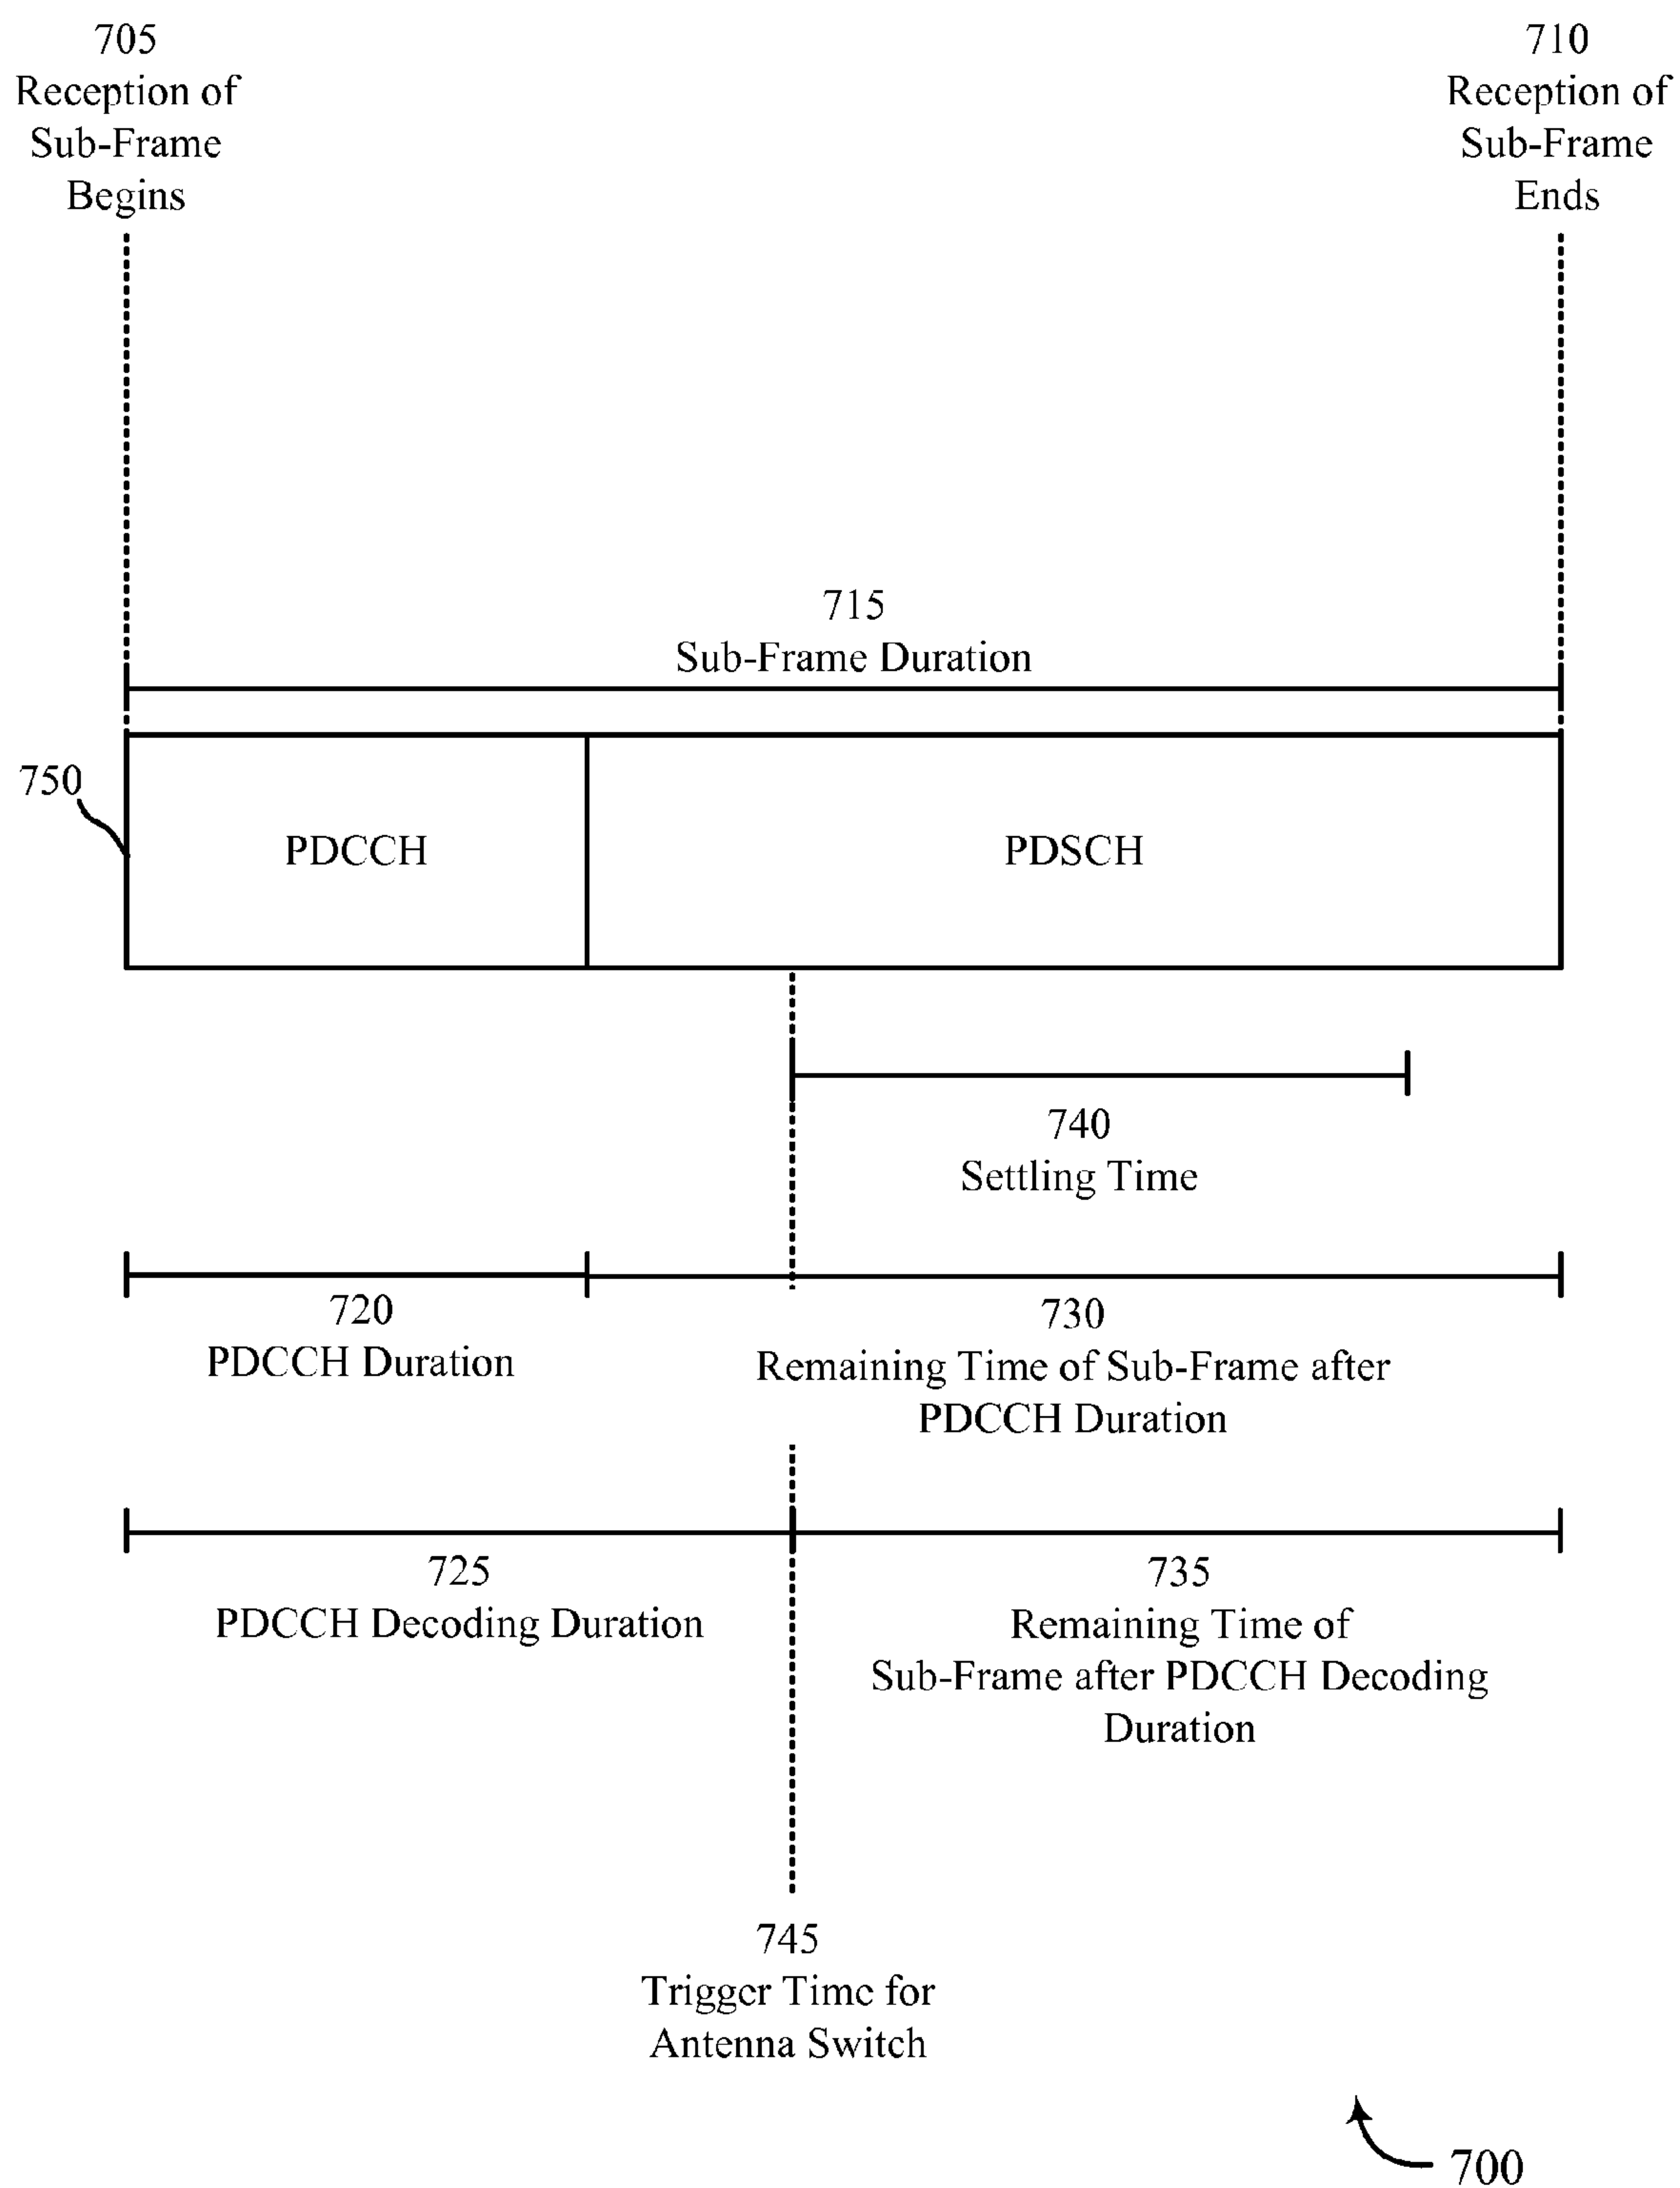 705
Reception of
Sub-Frame
Begins
710
Reception of
Sub-Frame
Ends
715
Sub-Frame Duration
750
PDCCH
PDSCH
740
Settling Time
720
PDCCH Duration
730
Remaining Time of Sub-Frame after
PDCCH Duration
725
PDCCH Decoding Duration
735
Remaining Time of
Sub-Frame after PDCCH Decoding
Duration
745
Trigger Time for
Antenna Switch
700